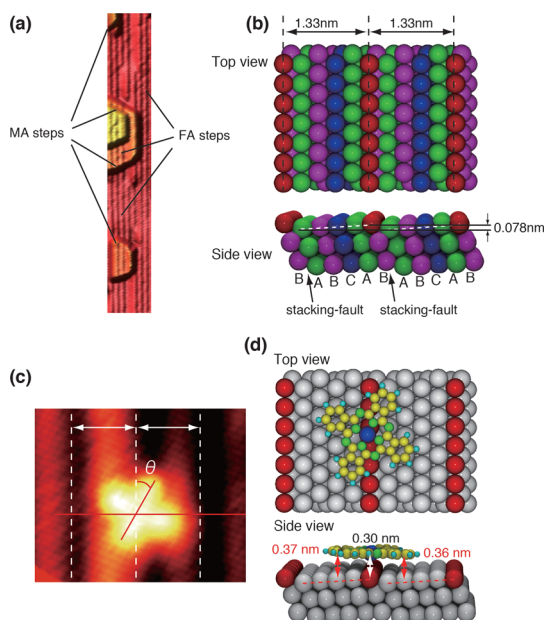 (a)
MA steps
FA steps
(b)
1.33nm
1.33nm
Top view
0.078nm
Side view
B A B C A B A B C A
stacking-fault
stacking-fault
(c)
θ
(d)
Top view
Side view
0.30 nm
0.37 nm
0.36 nm